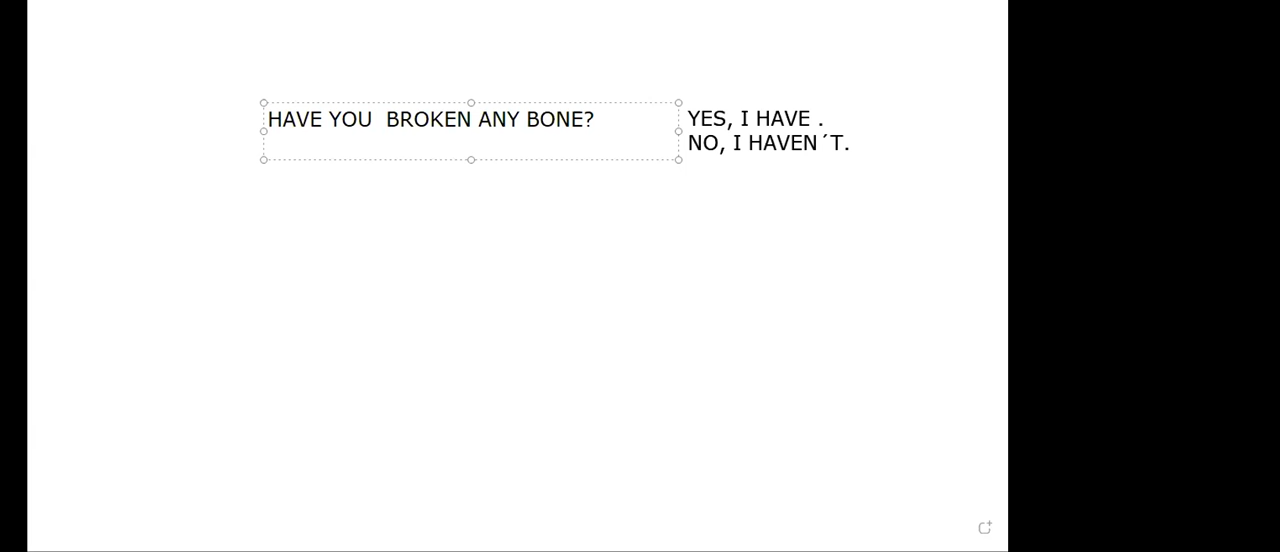 HAVE YOU  BROKEN ANY BONE?
YES, I HAVE .
NO, I HAVEN´T.